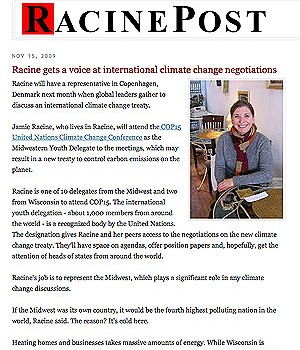 RACINEPOST
NOV 15, 2009
Racine gets a voice at international climate change negotiations
Racine will have a representative in Copenhagen,
Denmark next month when global leaders gather to
discuss an international climate change treaty.
Jamie Racine, who lives in Racine, will attend the COP15
United Nations Climate Change Conference as the
Midwestern Youth Delegate to the meetings, which may
result in a new treaty to control carbon emissions on the
planet.
Racine is one of 10 delegates from the Midwest and two
from Wisconsin to attend COP15. The international
youth delegation - about 1,000 members from around
the world - is a recognized body by the United Nations.
The designation gives Racine and her peers access to the negotiations on the new climate
change treaty. They'll have space on agendas, offer position papers and, hopefully, get the
attention of heads of states from around the world.
Racine's job is to represent the Midwest, which plays a significant role in any climate
change discussions.
If the Midwest was its own country, it would be the fourth highest polluting nation in the
world, Racine said. The reason? It's cold here.
Heating homes and businesses takes massive amounts of energy. While Wisconsin is